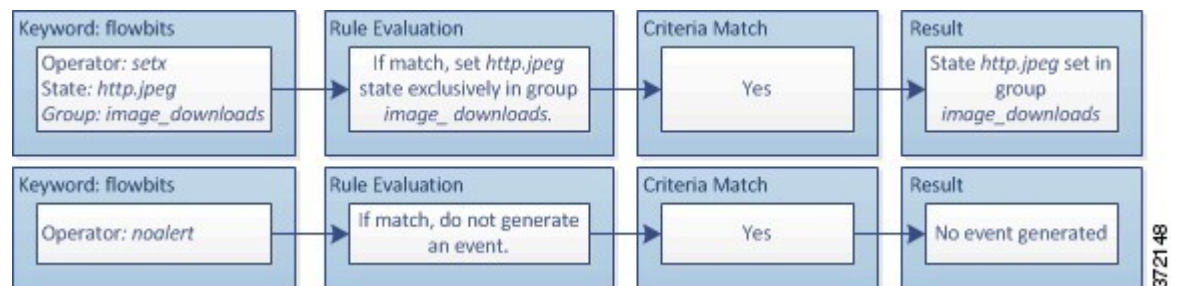 Keyword: flowbits
Operator: setx
State: http.jpeg
Group: image_downloads
Rule Evaluation
If match, set http.jpeg
state exclusively in group
image_ downloads.
Criteria Match
Yes
Result
State http.jpeg set in
group
image_downloads
Keyword: flowbits
Operator: noalert
Rule Evaluation
If match, do not generate
an event.
Criteria Match
Yes
Result
No event generated
372148